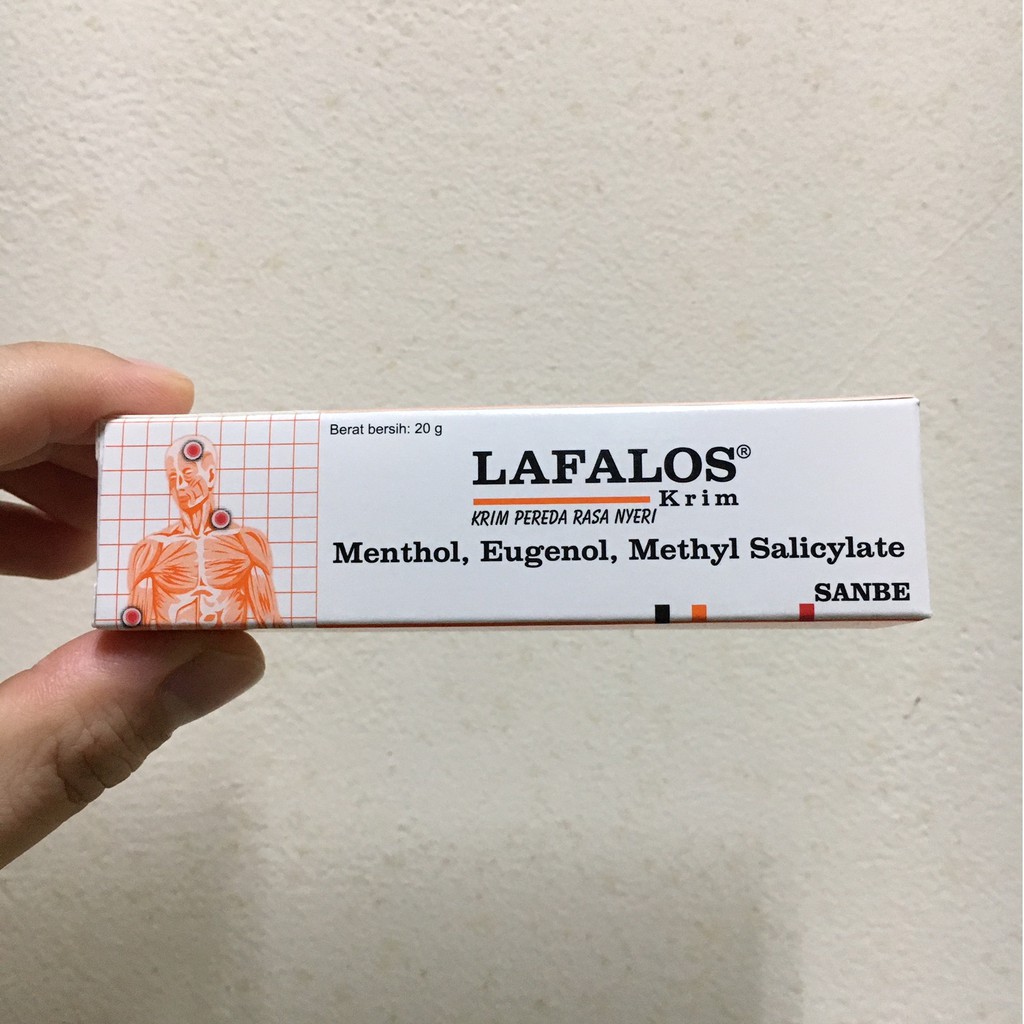 Berat bersih: 20 g
LAFALOS®
Krim
KRIM PEREDA RASA NYERI
Menthol, Eugenol, Methyl Salicylate
SANBE